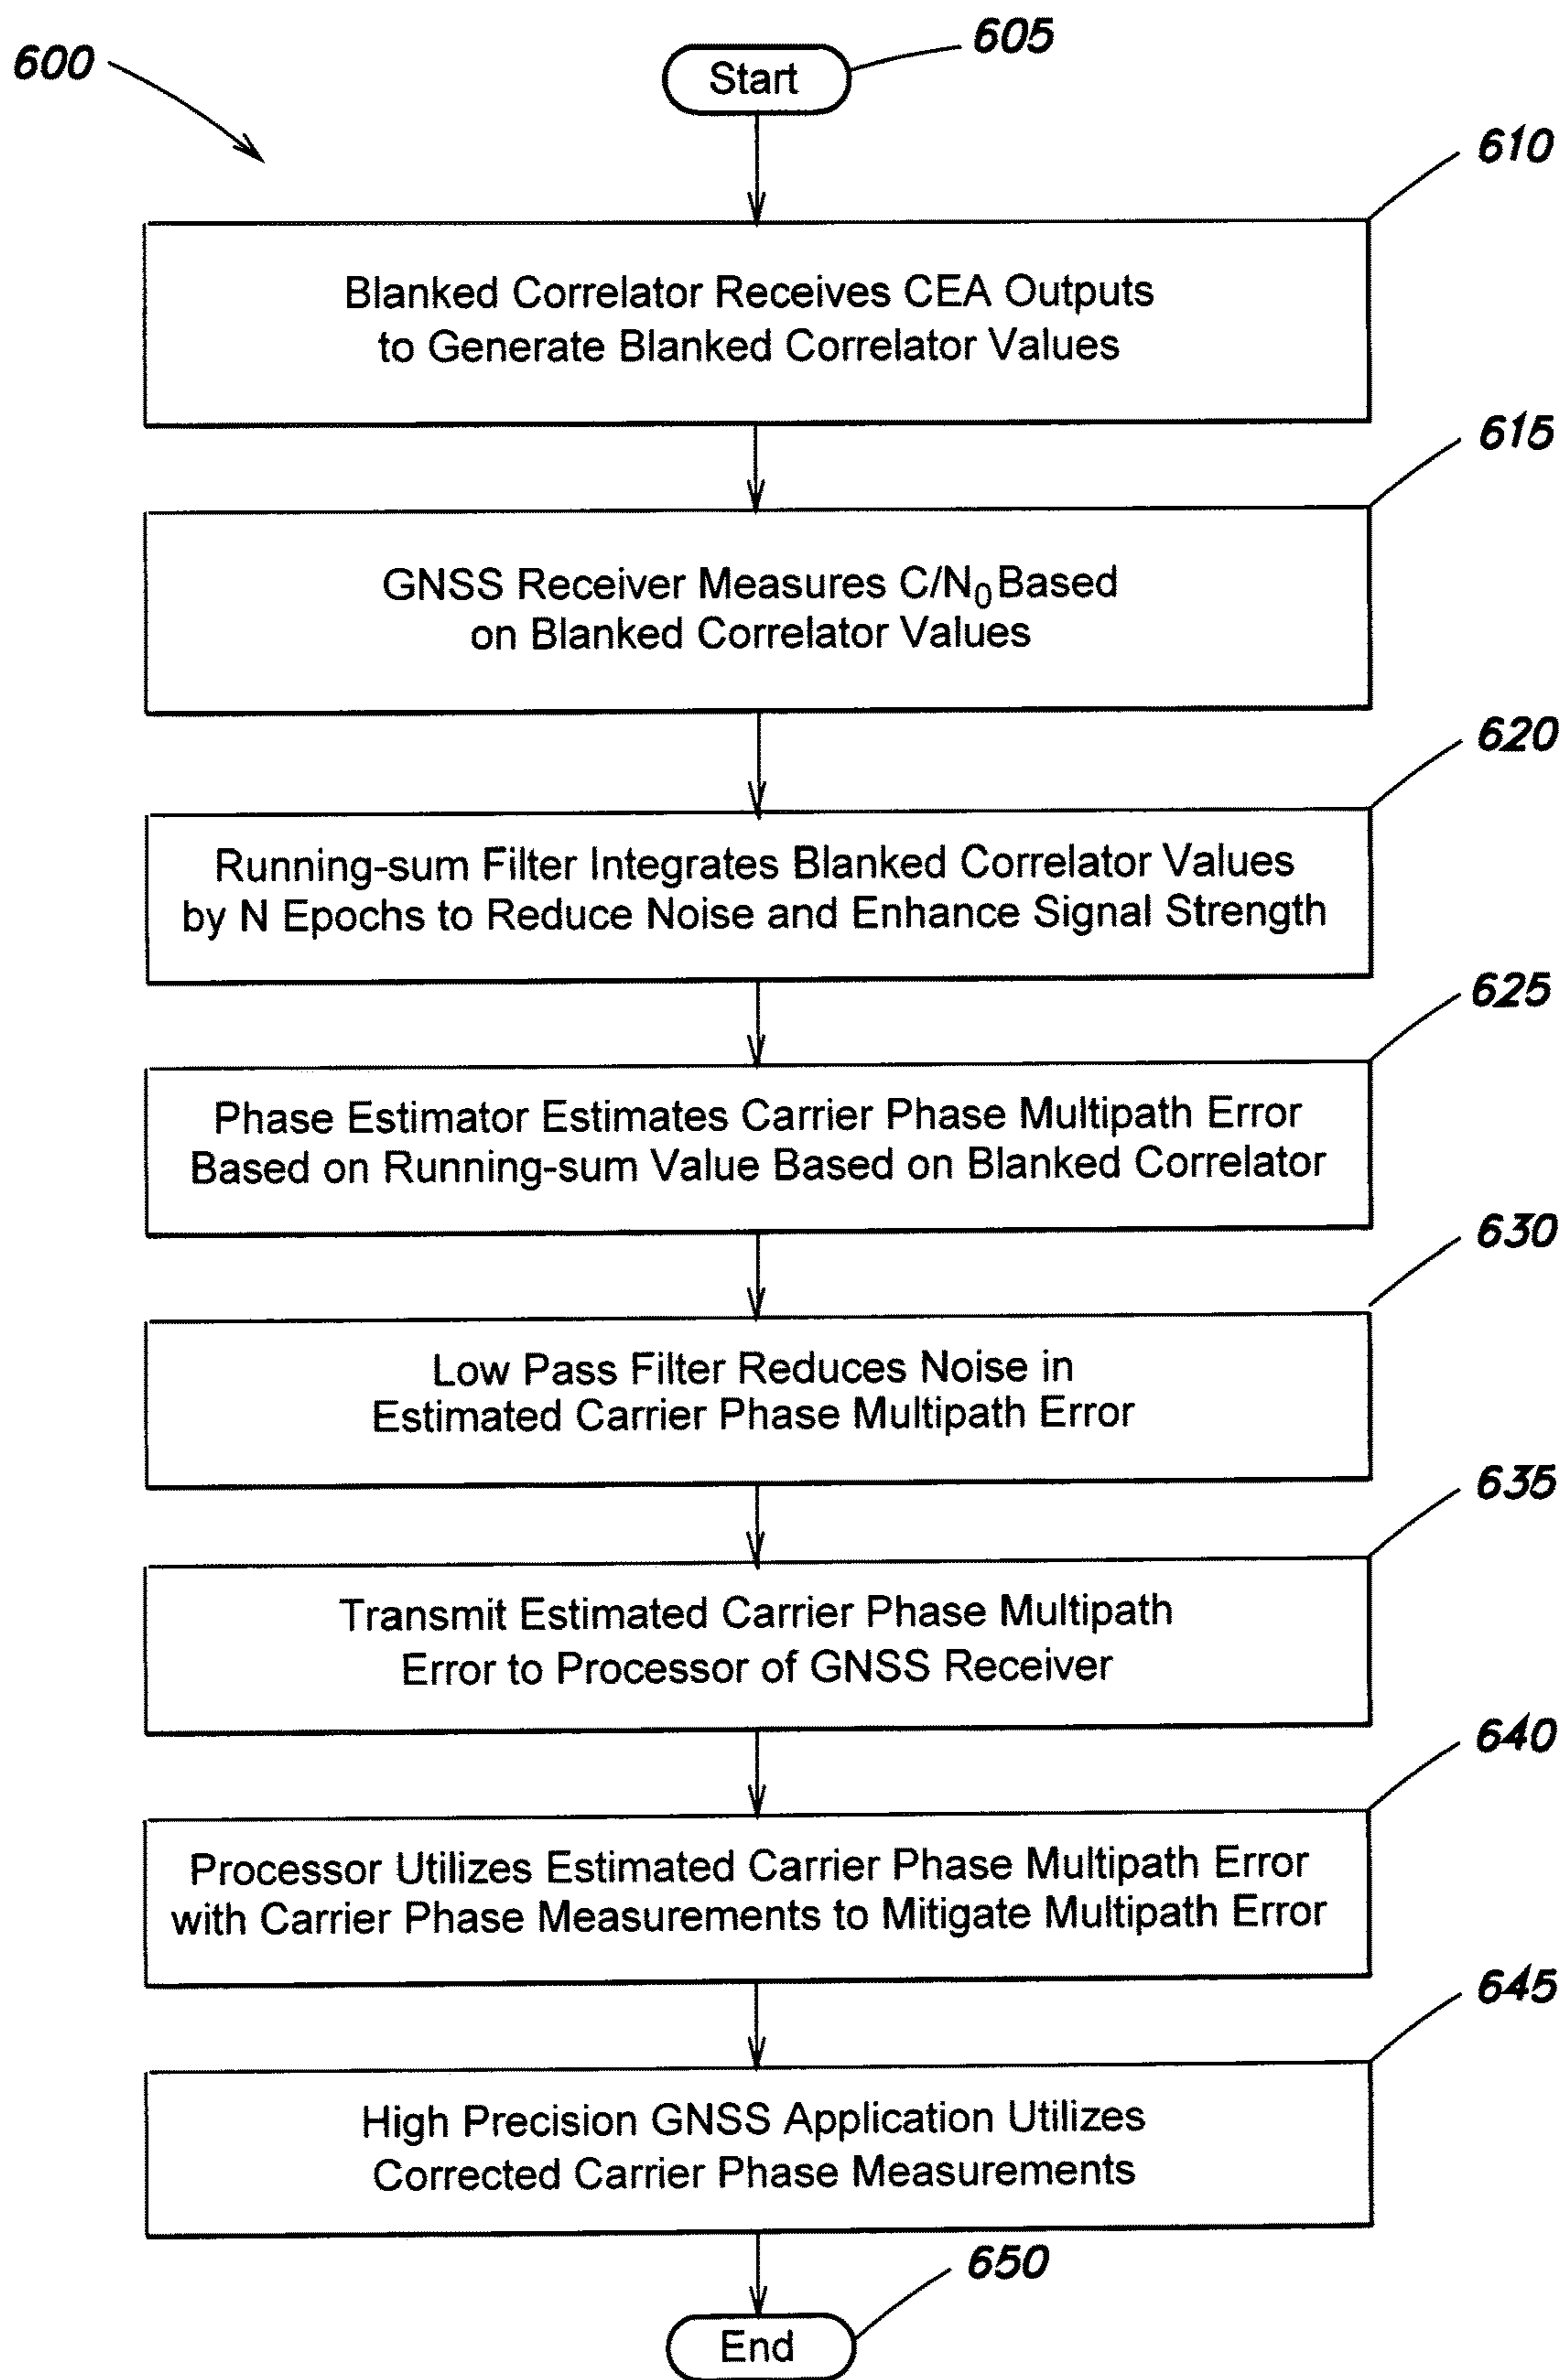 600
Start
605
610
Blanked Correlator Receives CEA Outputs
to Generate Blanked Correlator Values
615
GNSS Receiver Measures C/N₀ Based
on Blanked Correlator Values
620
Running-sum Filter Integrates Blanked Correlator Values
by N Epochs to Reduce Noise and Enhance Signal Strength
625
Phase Estimator Estimates Carrier Phase Multipath Error
Based on Running-sum Value Based on Blanked Correlator
630
Low Pass Filter Reduces Noise in
Estimated Carrier Phase Multipath Error
635
Transmit Estimated Carrier Phase Multipath
Error to Processor of GNSS Receiver
640
Processor Utilizes Estimated Carrier Phase Multipath Error
with Carrier Phase Measurements to Mitigate Multipath Error
645
High Precision GNSS Application Utilizes
Corrected Carrier Phase Measurements
650
End